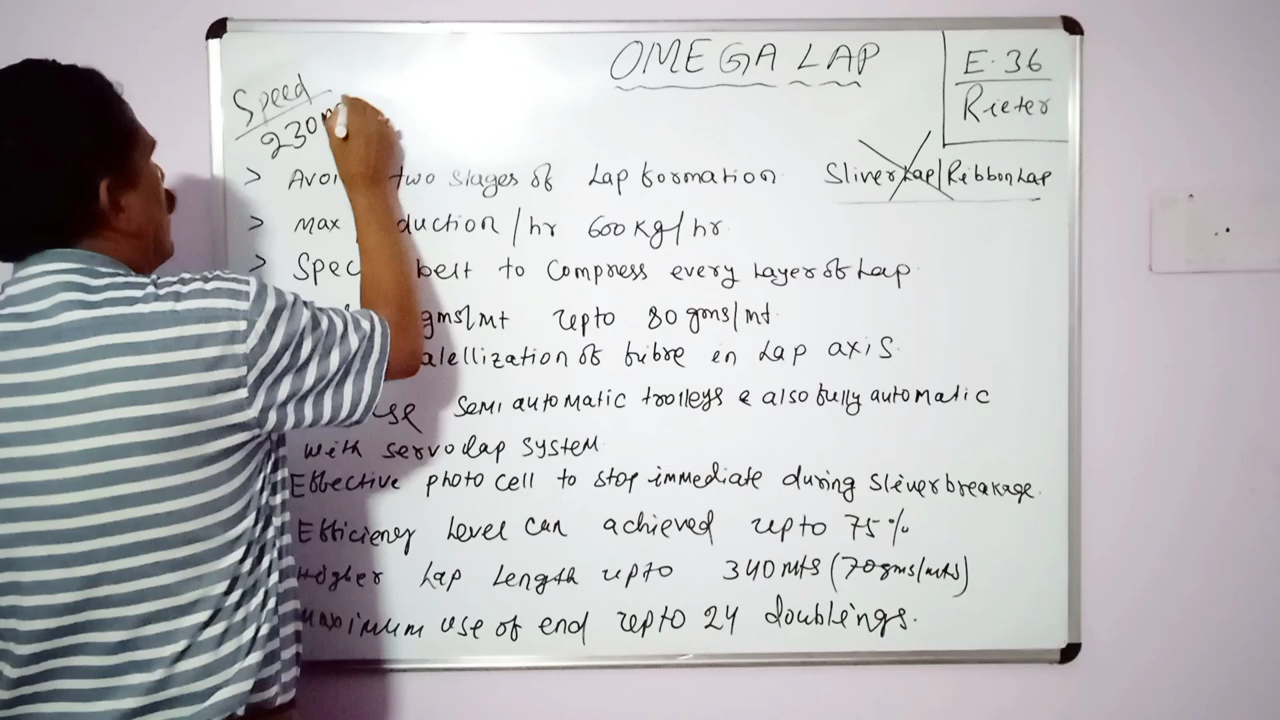 OMEGA LAP
E.36
Rieter
Speed
230m
> Avoi two stages of Lap formation Sliver Lap/Ribbon Lap
> Max duction/hr 600 Kg/hr
> Spec belt to compress every layer of Lap
gms/mt upto 80 gms/mt
alellization of fibre in Lap axis
use semi automatic trolleys & also fully automatic
with servolap system
Effective photo cell to stop immediate during sliver breakage.
Efficiency Level can achieved upto 75%
Higher Lap Length upto 340 mts (70gms/mts)
Maximum use of end upto 24 doublings.